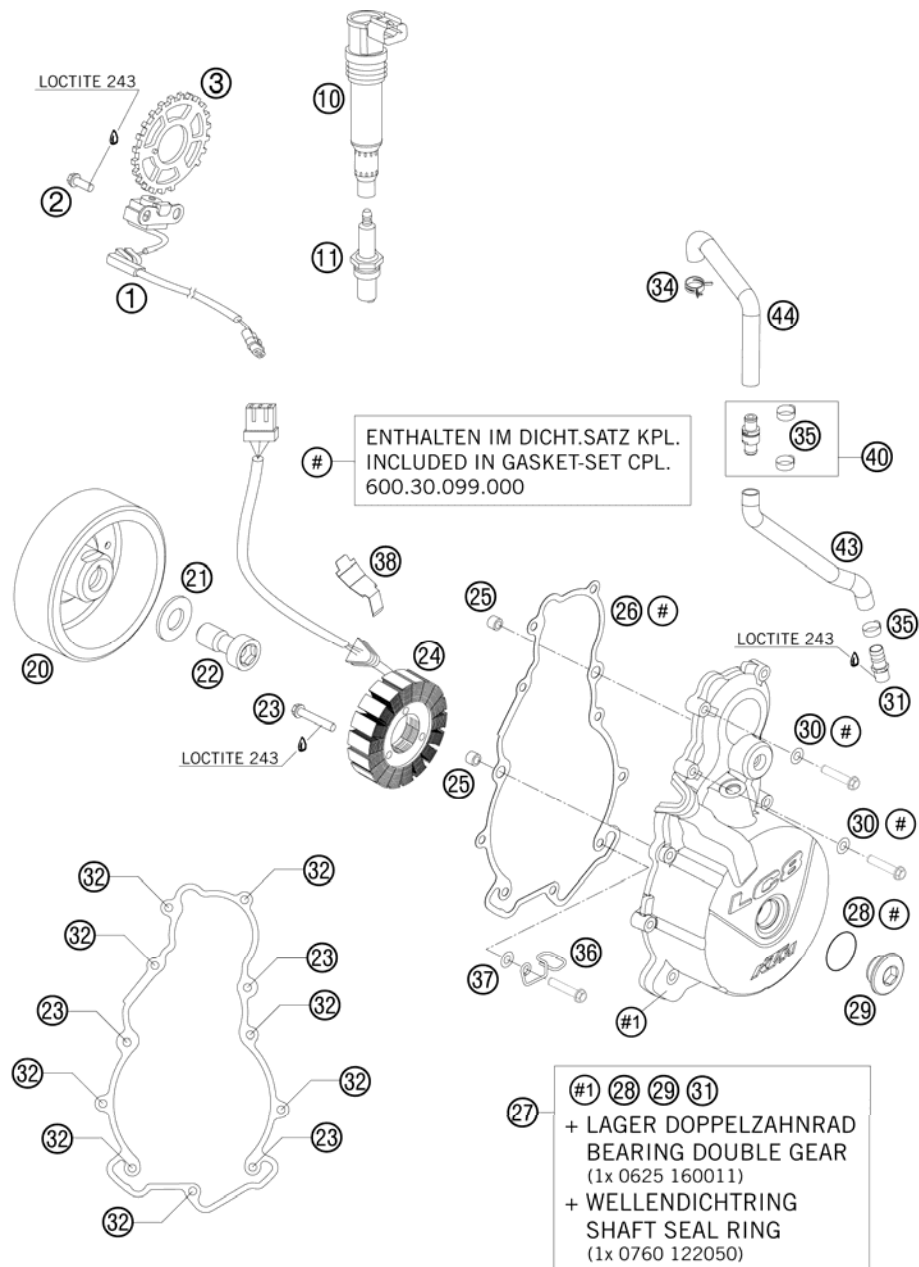 LOCTITE 243
3
10
2
11
1
34
44
35
40
# ENTHALTEN IM DICHT.SATZ KPL.
INCLUDED IN GASKET-SET CPL.
600.30.099.000
43
38
21
25
26 #
35
LOCTITE 243
31
20
22
24
23
30 #
LOCTITE 243
25
30 #
LC8
KTM
28 #
29
36
37
#1
32
32
32
23
23
32
32
32
32
23
32
27
#1 28 29 31
+ LAGER DOPPELZAHNRAD
BEARING DOUBLE GEAR
(1x 0625 160011)
+ WELLENDICHTRING
SHAFT SEAL RING
(1x 0760 122050)